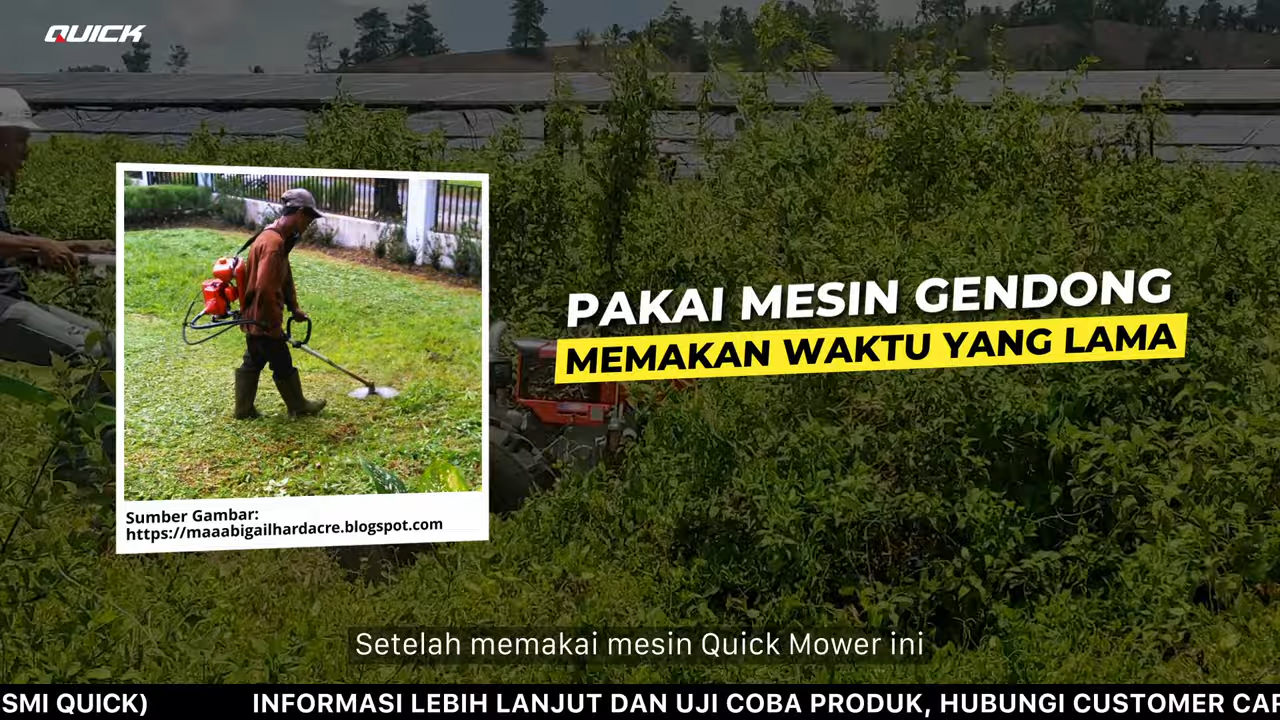 QUICK
PAKAI MESIN GENDONG
MEMAKAN WAKTU YANG LAMA
Sumber Gambar:
https://maaabigailhardacre.blogspot.com
Setelah memakai mesin Quick Mower ini
SMI QUICK) INFORMASI LEBIH LANJUT DAN UJI COBA PRODUK, HUBUNGI CUSTOMER CAR